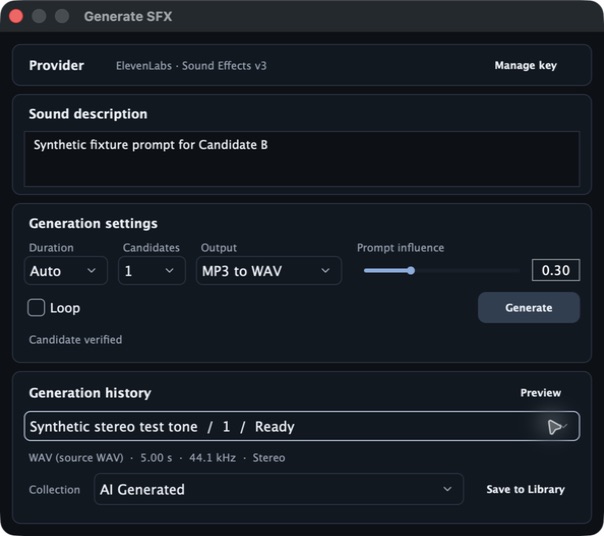 Generate SFX
Provider ElevenLabs · Sound Effects v3 Manage key
Sound description
Synthetic fixture prompt for Candidate B
Generation settings
Duration Candidates Output Prompt influence
Auto 1 MP3 to WAV 0.30
Loop Generate
Candidate verified
Generation history Preview
Synthetic stereo test tone / 1 / Ready
WAV (source WAV) · 5.00 s · 44.1 kHz · Stereo
Collection AI Generated Save to Library